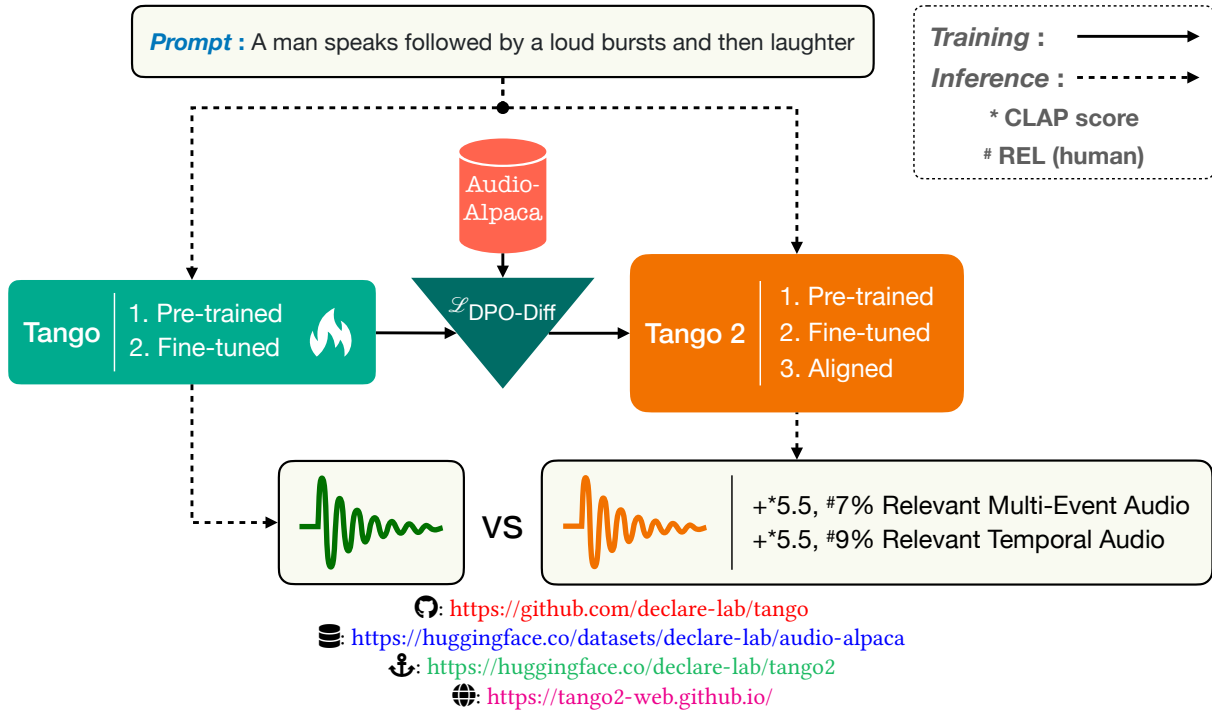 Prompt : A man speaks followed by a loud bursts and then laughter
Training :
Inference :
* CLAP score
# REL (human)
Audio-
Alpaca
Tango
1. Pre-trained
2. Fine-tuned
ℒDPO-Diff
Tango 2
1. Pre-trained
2. Fine-tuned
3. Aligned
vs
+*5.5, #7% Relevant Multi-Event Audio
+*5.5, #9% Relevant Temporal Audio
: https://github.com/declare-lab/tango
: https://huggingface.co/datasets/declare-lab/audio-alpaca
: https://huggingface.co/declare-lab/tango2
: https://tango2-web.github.io/